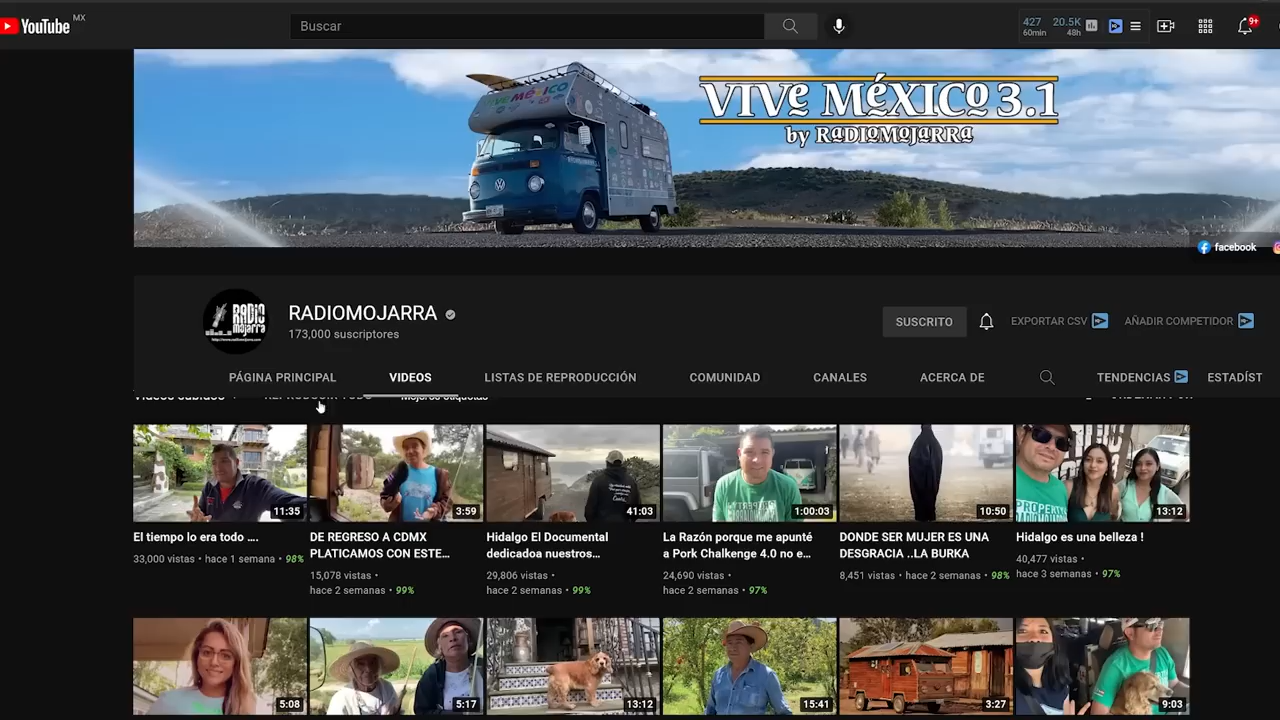 YouTube MX
Buscar
427
60min
20.5K
48h
9+
VIVE MÉXICO
VIVE MÉXICO 3.1
by RADIOMOJARRA
facebook
RADIO
mojarra
RADIOMOJARRA
173,000 suscriptores
SUSCRITO
EXPORTAR CSV
AÑADIR COMPETIDOR
PÁGINA PRINCIPAL
VIDEOS
LISTAS DE REPRODUCCIÓN
COMUNIDAD
CANALES
ACERCA DE
TENDENCIAS
ESTADÍST
11:35
3:59
41:03
1:00:03
10:50
13:12
El tiempo lo era todo ....
33,000 vistas • hace 1 semana • 98%
DE REGRESO A CDMX
PLATICAMOS CON ESTE...
15,078 vistas •
hace 2 semanas • 99%
Hidalgo El Documental
dedicadoa nuestros...
29,806 vistas •
hace 2 semanas • 99%
La Razón porque me apunté
a Pork Chalkenge 4.0 no e...
24,690 vistas •
hace 2 semanas • 97%
DONDE SER MUJER ES UNA
DESGRACIA ..LA BURKA
8,451 vistas • hace 2 semanas • 98%
Hidalgo es una belleza !
40,477 vistas •
hace 3 semanas • 97%
5:08
5:17
13:12
15:41
3:27
9:03